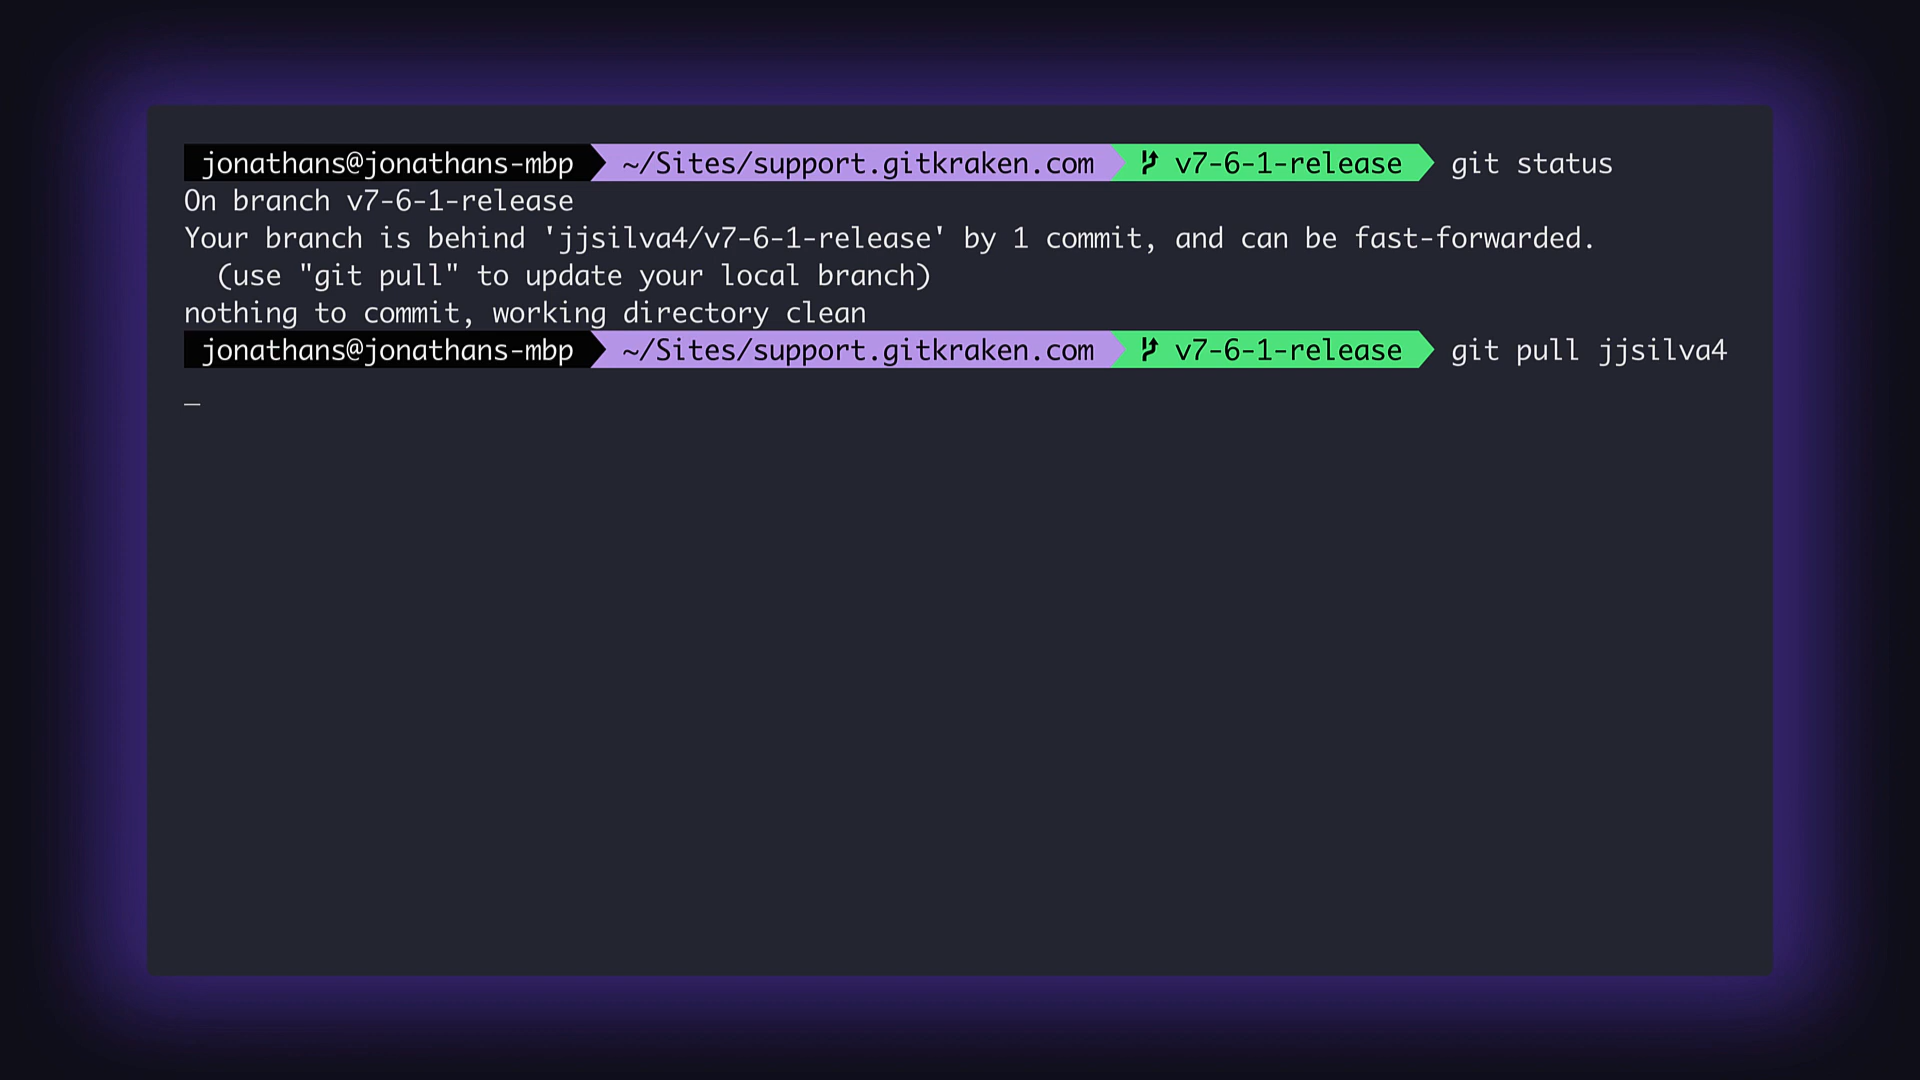 jonathans@jonathans-mbp ~/Sites/support.gitkraken.com v7-6-1-release git status
On branch v7-6-1-release
Your branch is behind 'jjsilva4/v7-6-1-release' by 1 commit, and can be fast-forwarded.
  (use "git pull" to update your local branch)
nothing to commit, working directory clean
jonathans@jonathans-mbp ~/Sites/support.gitkraken.com v7-6-1-release git pull jjsilva4
_